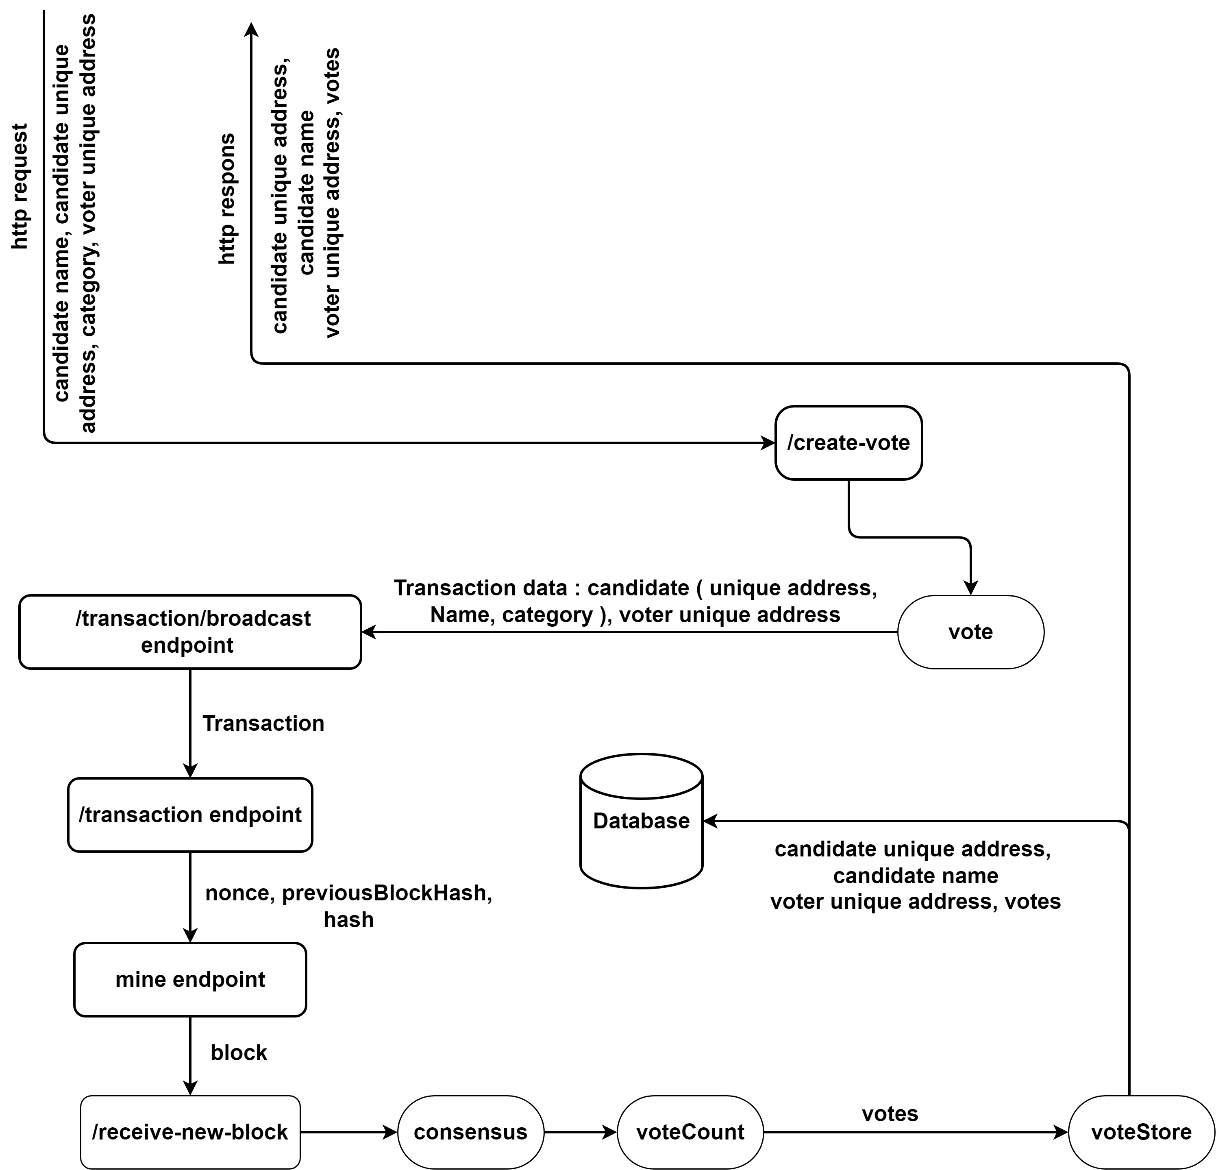 http request
candidate name, candidate unique
address, category, voter unique address
http respons
candidate unique address,
candidate name
voter unique address, votes
/create-vote
Transaction data : candidate ( unique address,
Name, category ), voter unique address
vote
/transaction/broadcast
endpoint
Transaction
/transaction endpoint
Database
candidate unique address,
candidate name
voter unique address, votes
nonce, previousBlockHash,
hash
mine endpoint
block
/receive-new-block
consensus
voteCount
votes
voteStore